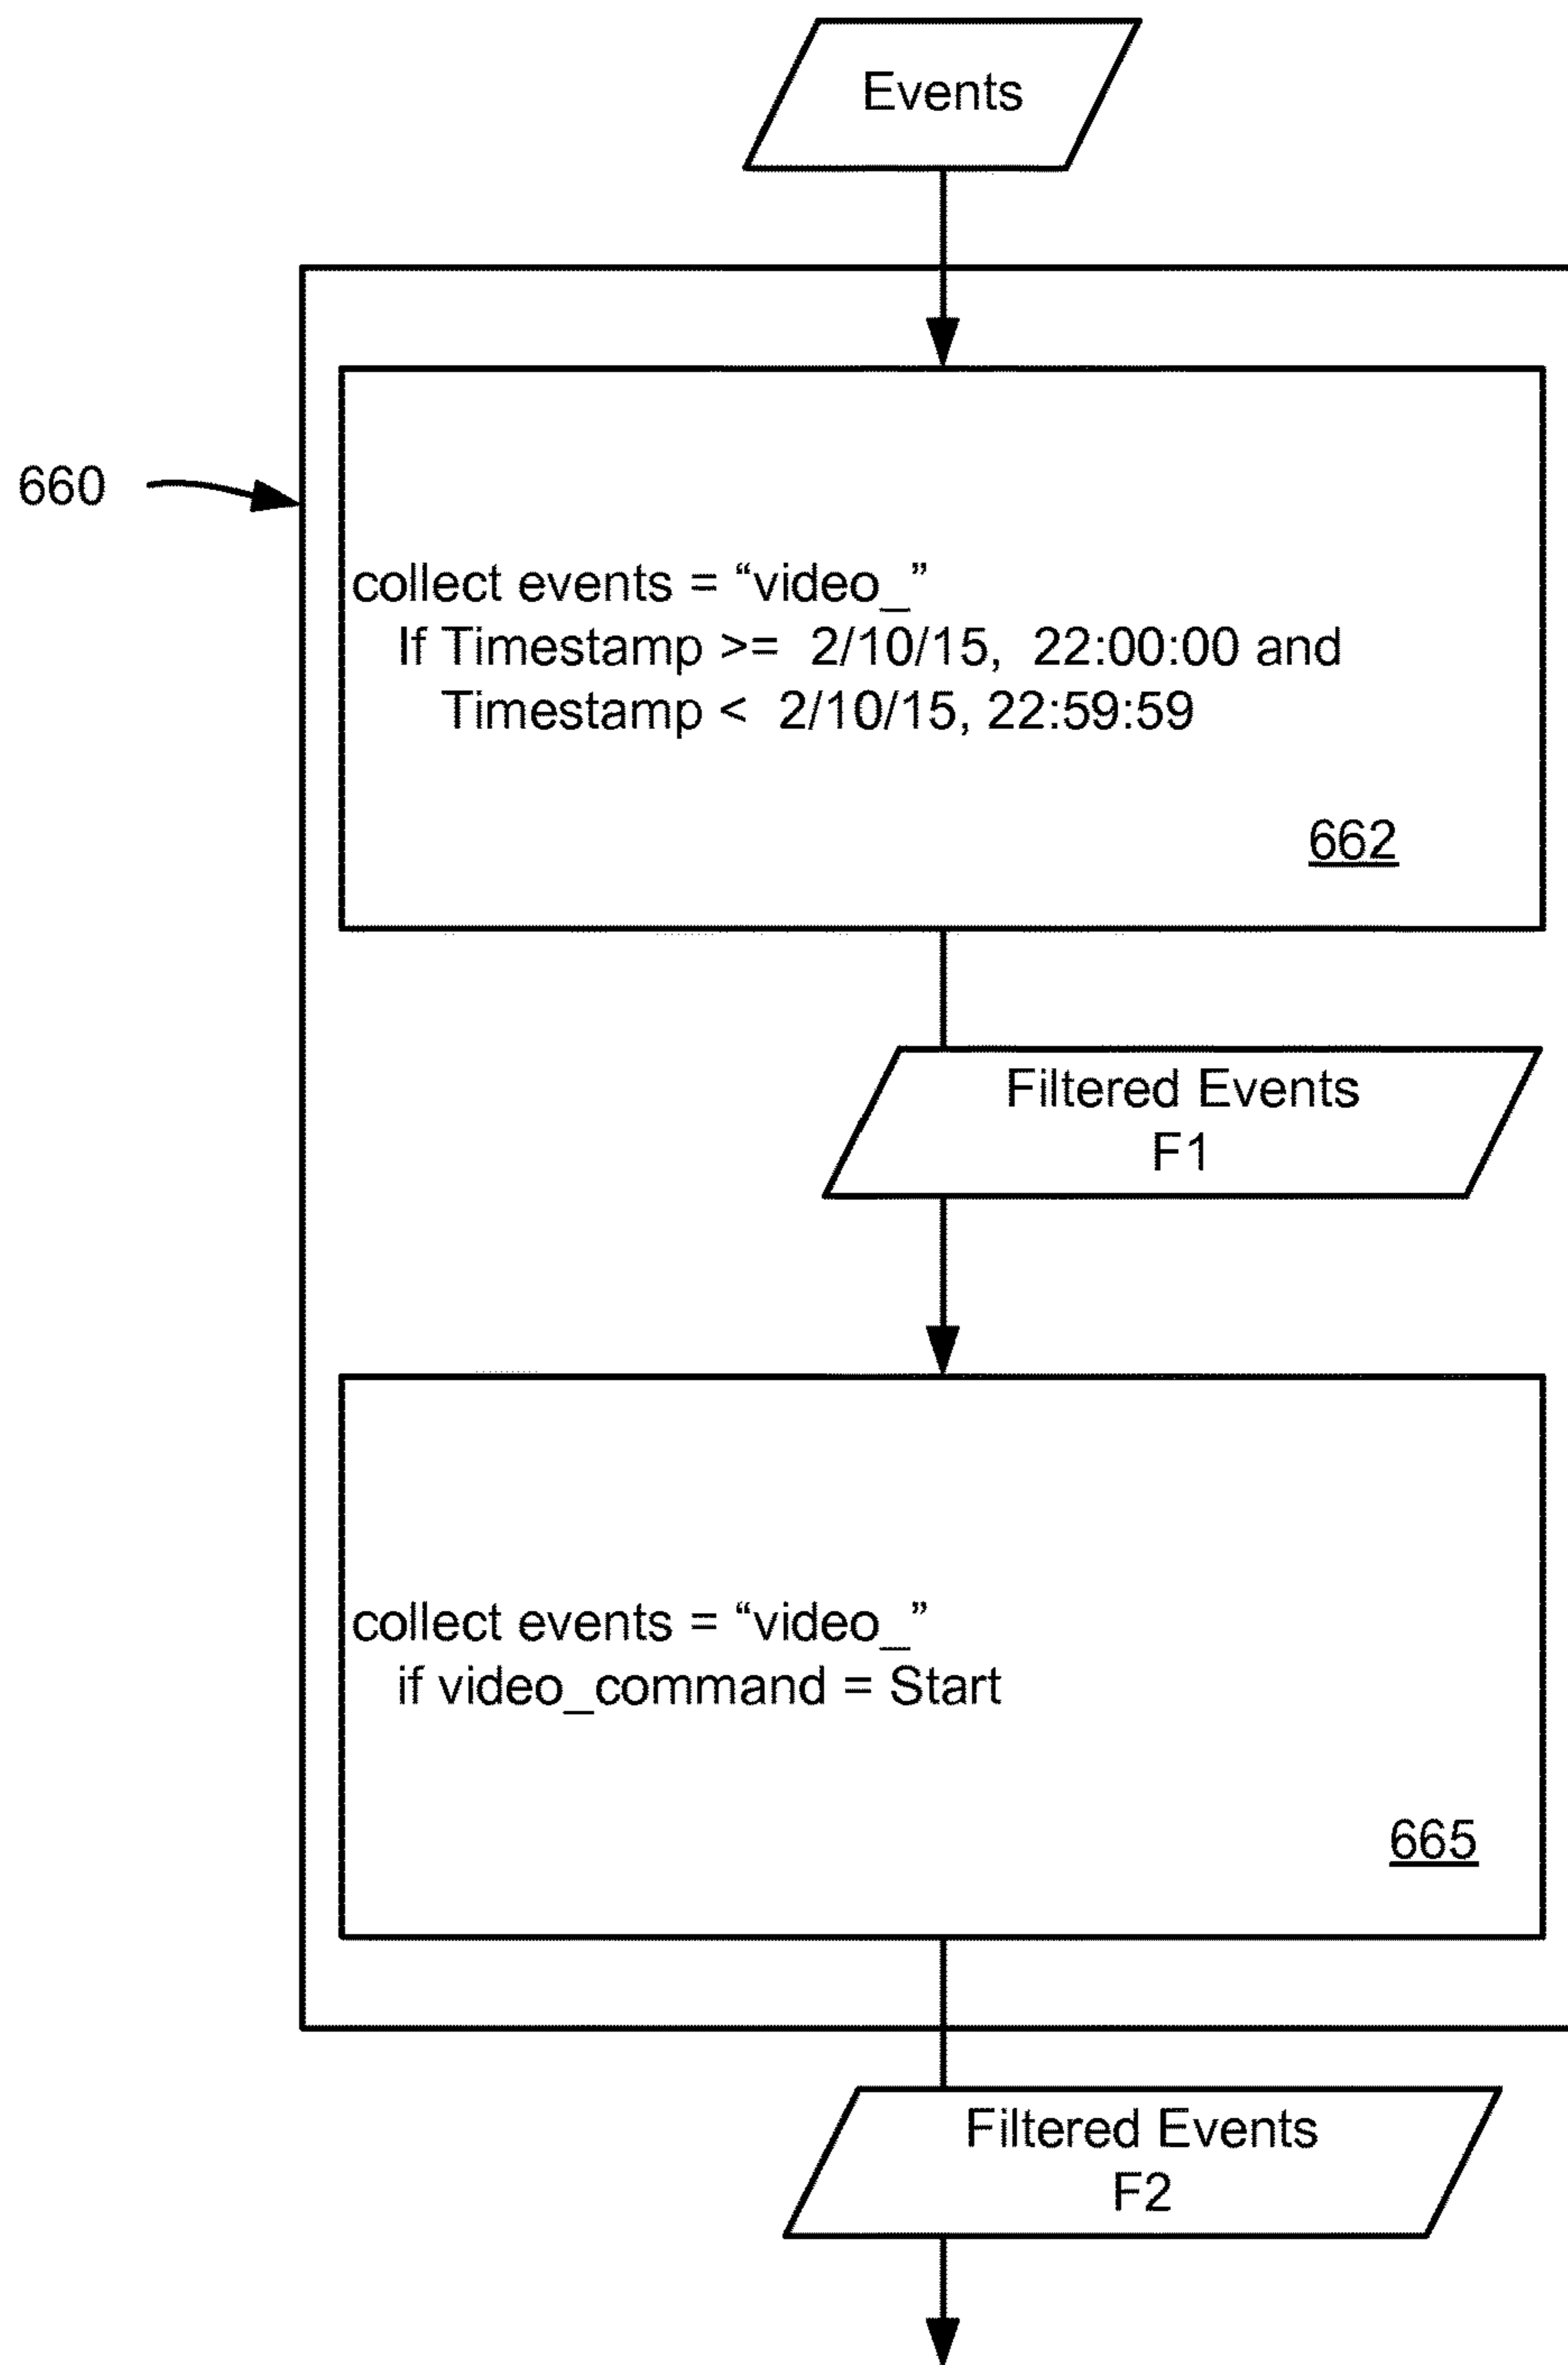 Events
660
collect events = “video_”
If Timestamp >= 2/10/15, 22:00:00 and
Timestamp < 2/10/15, 22:59:59
662
Filtered Events
F1
collect events = “video_”
if video_command = Start
665
Filtered Events
F2